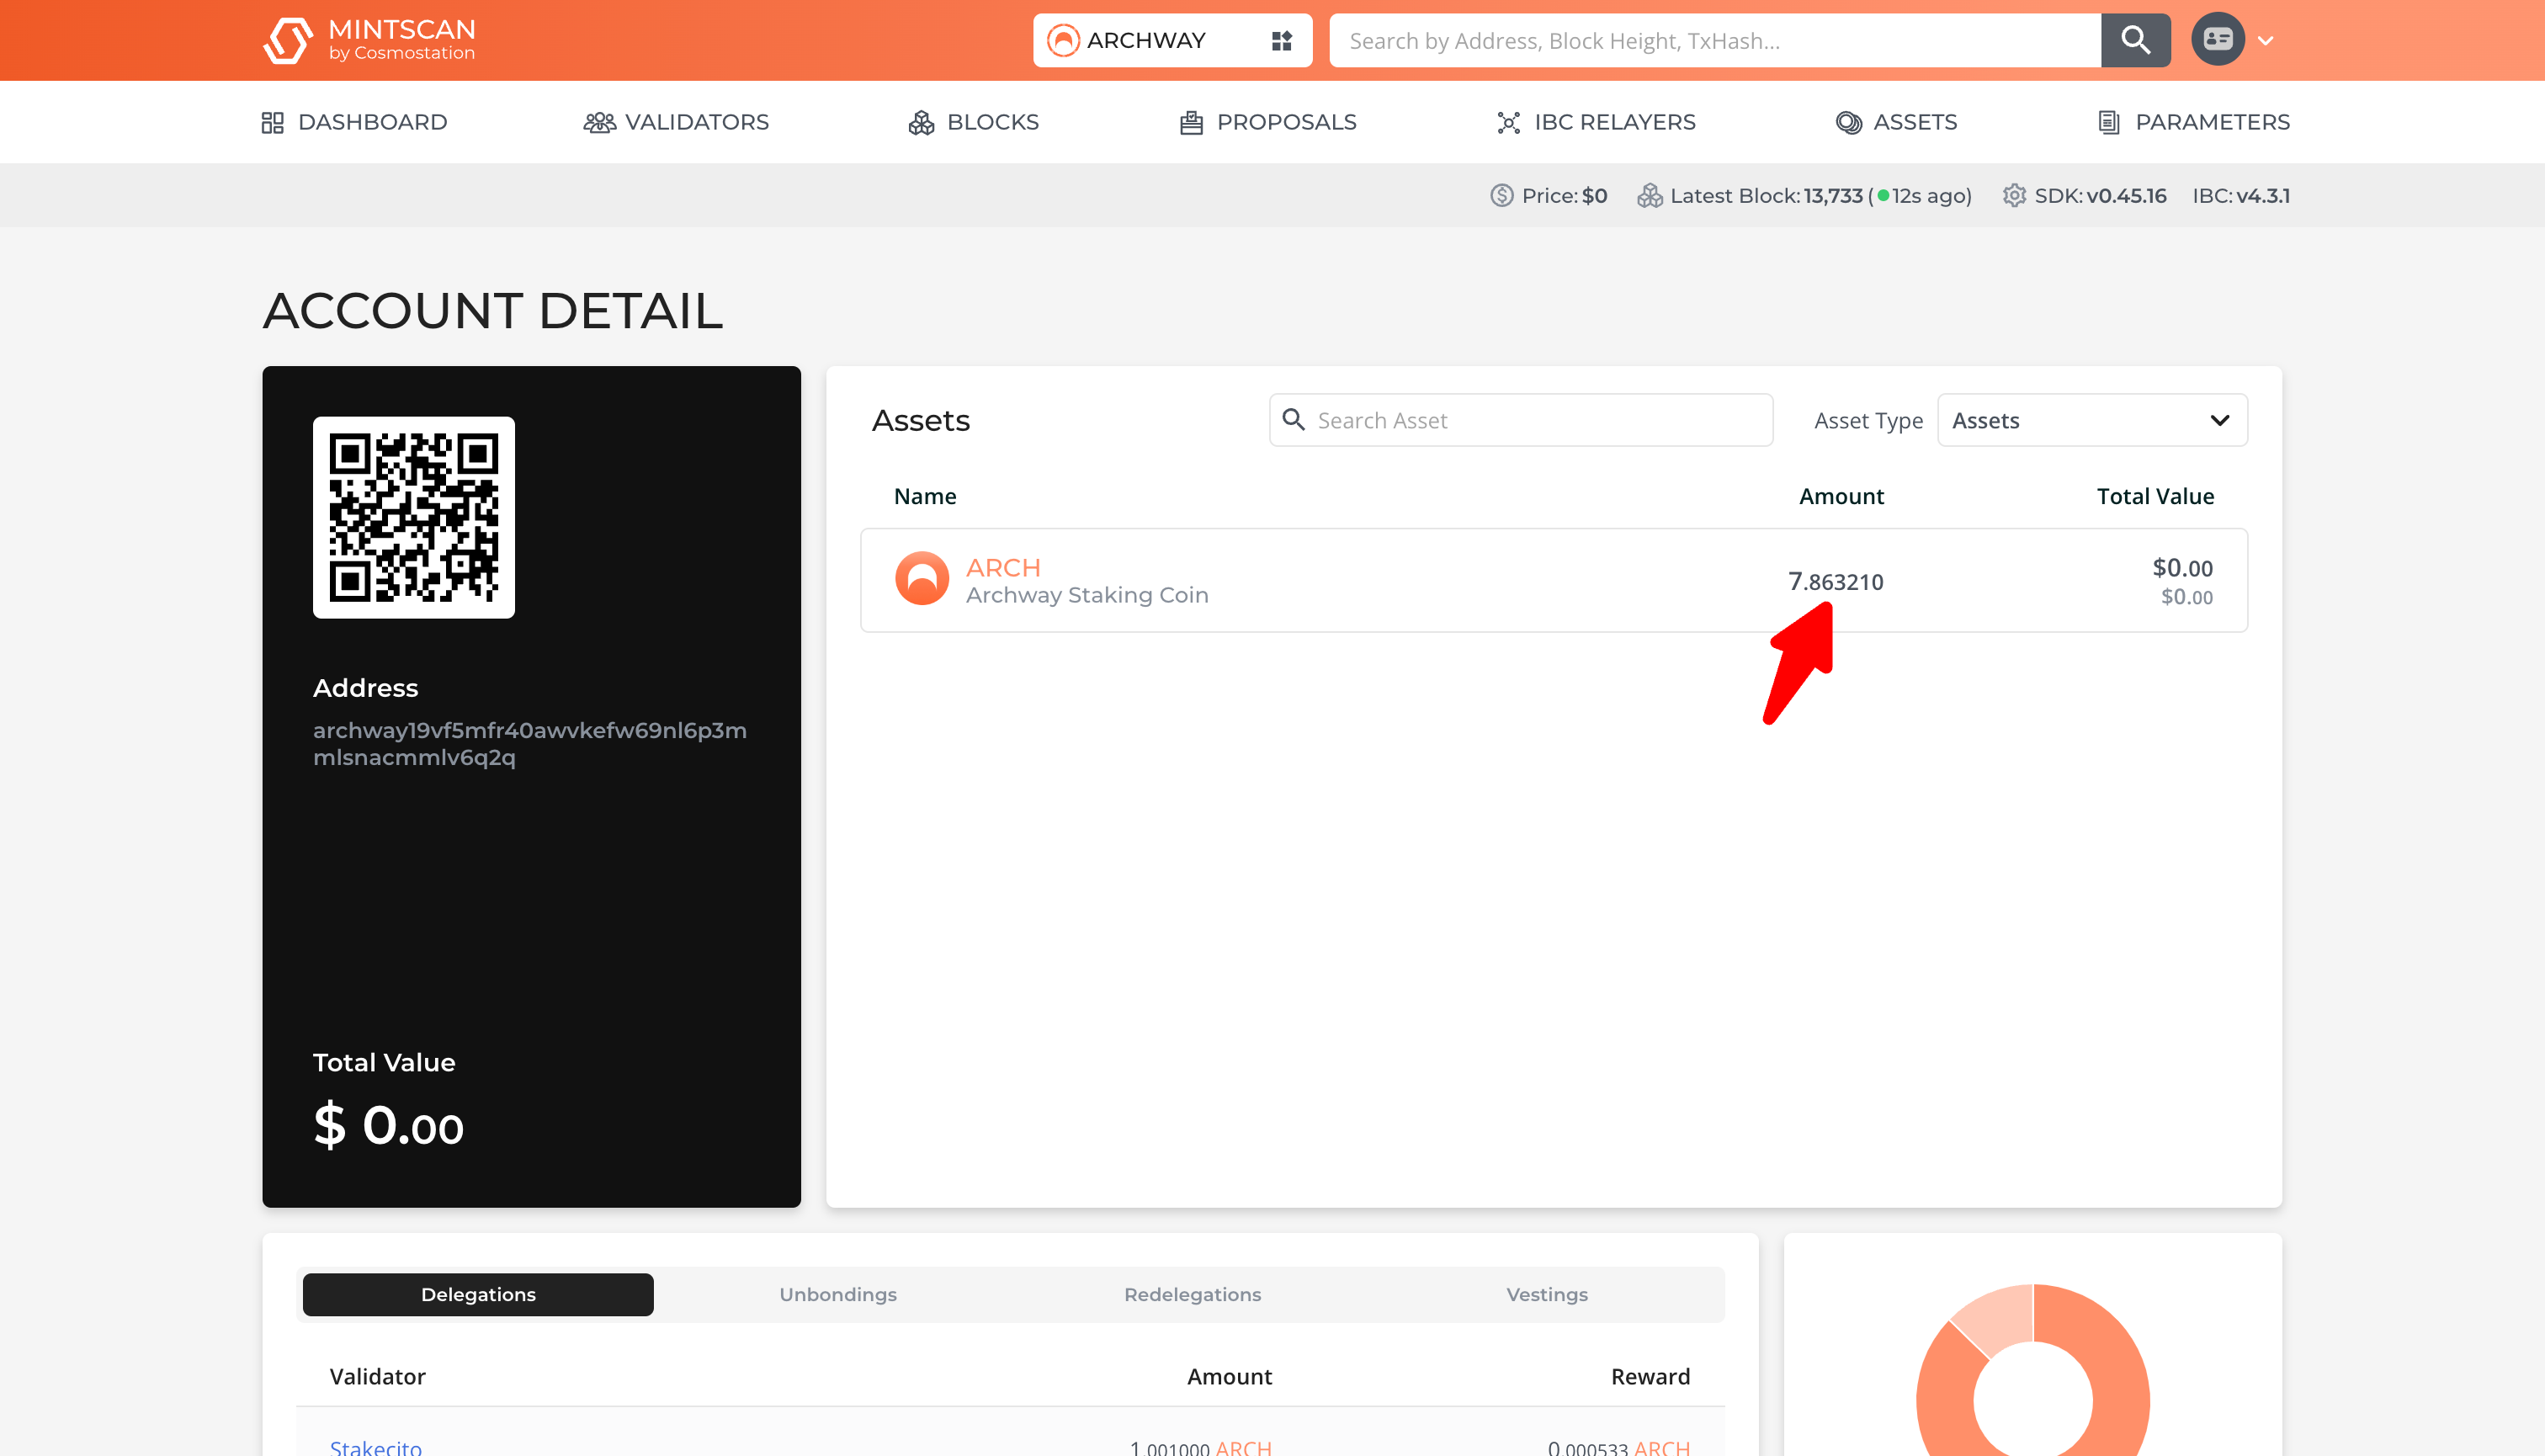 MINTSCAN
by Cosmostation
ARCHWAY
Search by Address, Block Height, TxHash...
DASHBOARD VALIDATORS BLOCKS PROPOSALS IBC RELAYERS ASSETS PARAMETERS
Price: $0 Latest Block: 13,733 (12s ago) SDK: v0.45.16 IBC: v4.3.1
ACCOUNT DETAIL
Address
archway19vf5mfr40awvkefw69nl6p3m
mlsnacmmlv6q2q
Total Value
$ 0.00
Assets
Search Asset
Asset Type Assets
Name Amount Total Value
ARCH
Archway Staking Coin
7.863210
$0.00
$0.00
Delegations Unbondings Redelegations Vestings
Validator Amount Reward
Stakecito 1.001000 ARCH 0.000533 ARCH